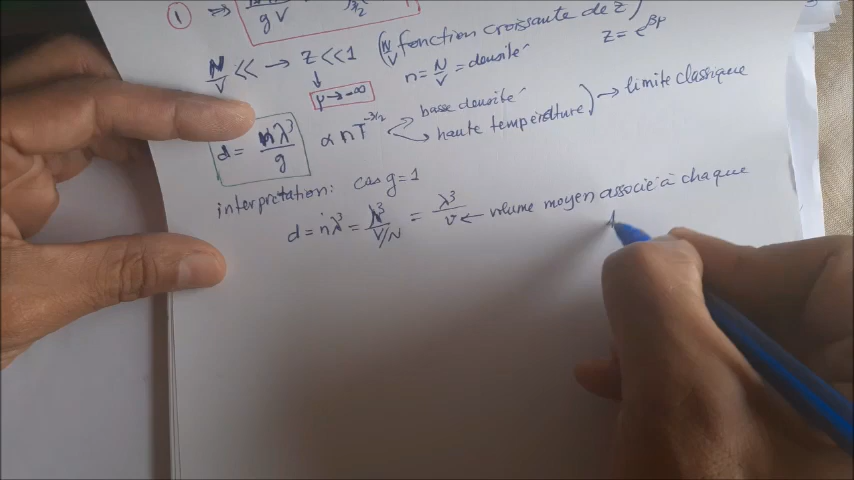 ① ⇒ gV
N/V << → z << 1 (N/V fonction croissante de z)
z = e^βμ
n = N/V = densité
μ → -∞
d = nλ³/g ∝ nT^-3/2
basse densité
haute température
→ limite classique
interprétation: cas g=1
d = nλ³ = λ³/V/N = λ³/v ← volume moyen associé à chaque